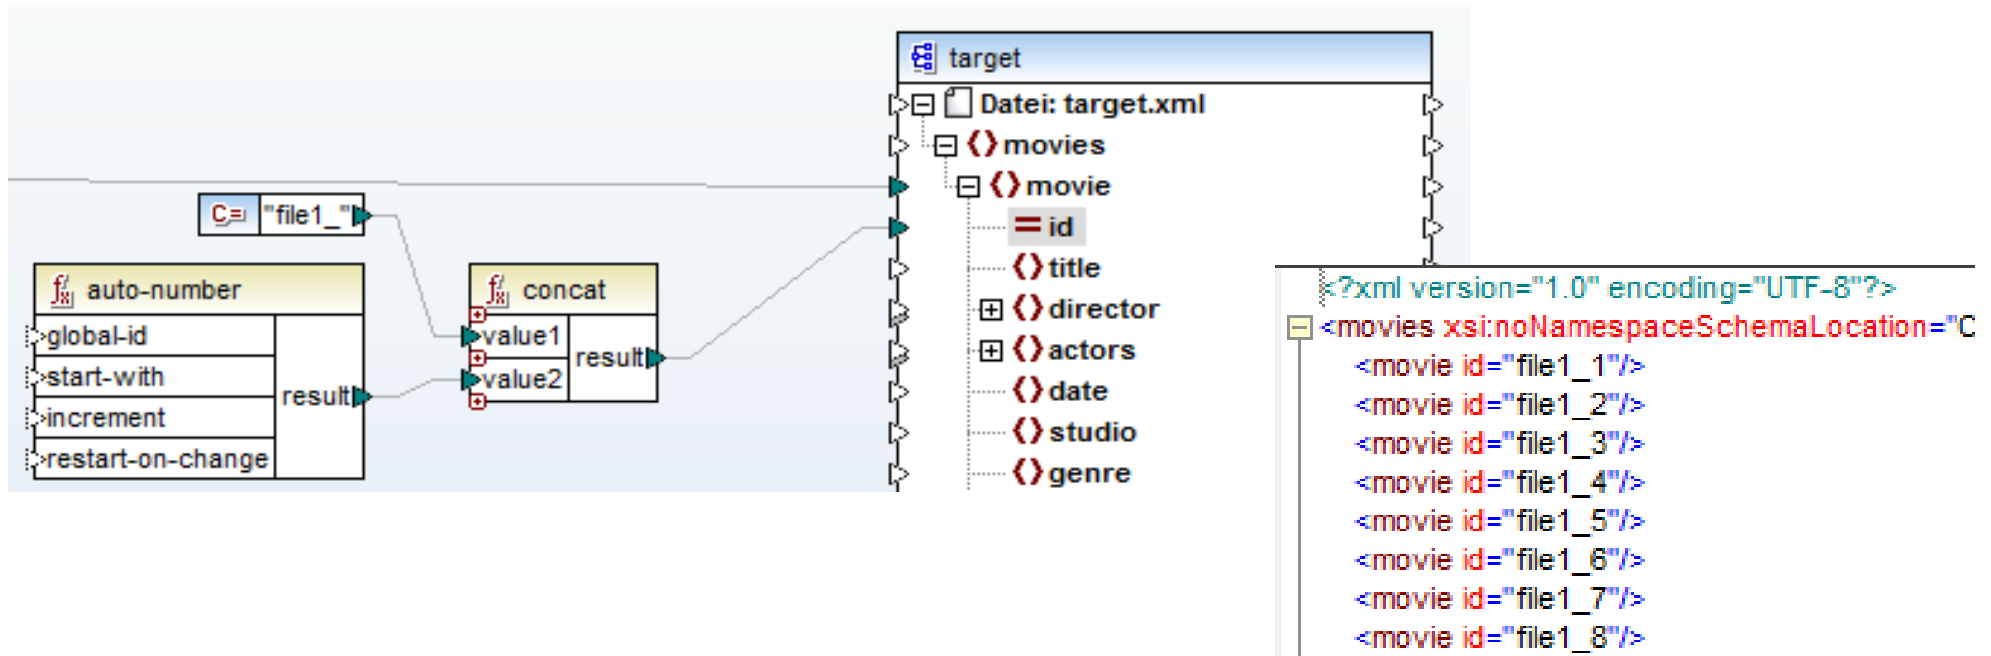 target
Datei: target.xml
movies
movie
C= "file1_"
id
auto-number
concat
title
global-id
value1
director
start-with
result
value2
actors
increment
result
date
restart-on-change
studio
genre
<?xml version="1.0" encoding="UTF-8"?>
<movies xsi:noNamespaceSchemaLocation="C
<movie id="file1_1"/>
<movie id="file1_2"/>
<movie id="file1_3"/>
<movie id="file1_4"/>
<movie id="file1_5"/>
<movie id="file1_6"/>
<movie id="file1_7"/>
<movie id="file1_8"/>